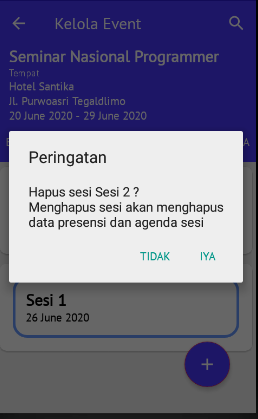 Kelola Event
Seminar Nasional Programmer
Tempat
Hotel Santika
Jl. Purwoasri Tegaldlimo
20 June 2020 - 29 June 2020
Peringatan
Hapus sesi Sesi 2 ?
Menghapus sesi akan menghapus
data presensi dan agenda sesi
TIDAK IYA
Sesi 1
26 June 2020